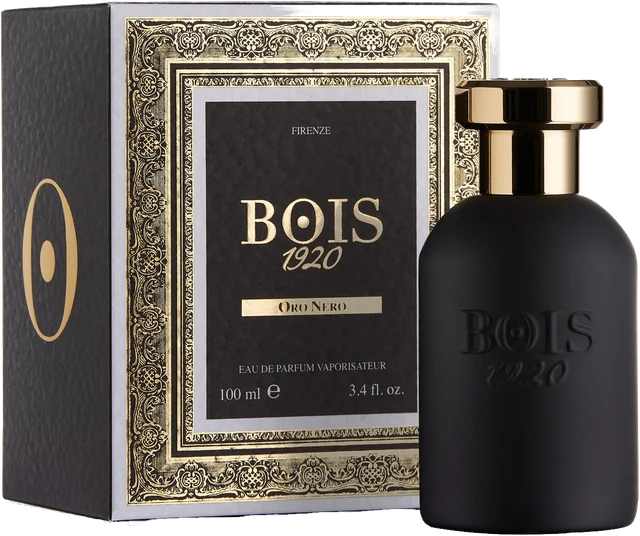 FIRENZE
BOIS
1920
ORO NERO
EAU DE PARFUM VAPORISATEUR
100 ml ℮ 3.4 fl. oz.
BOIS
1920